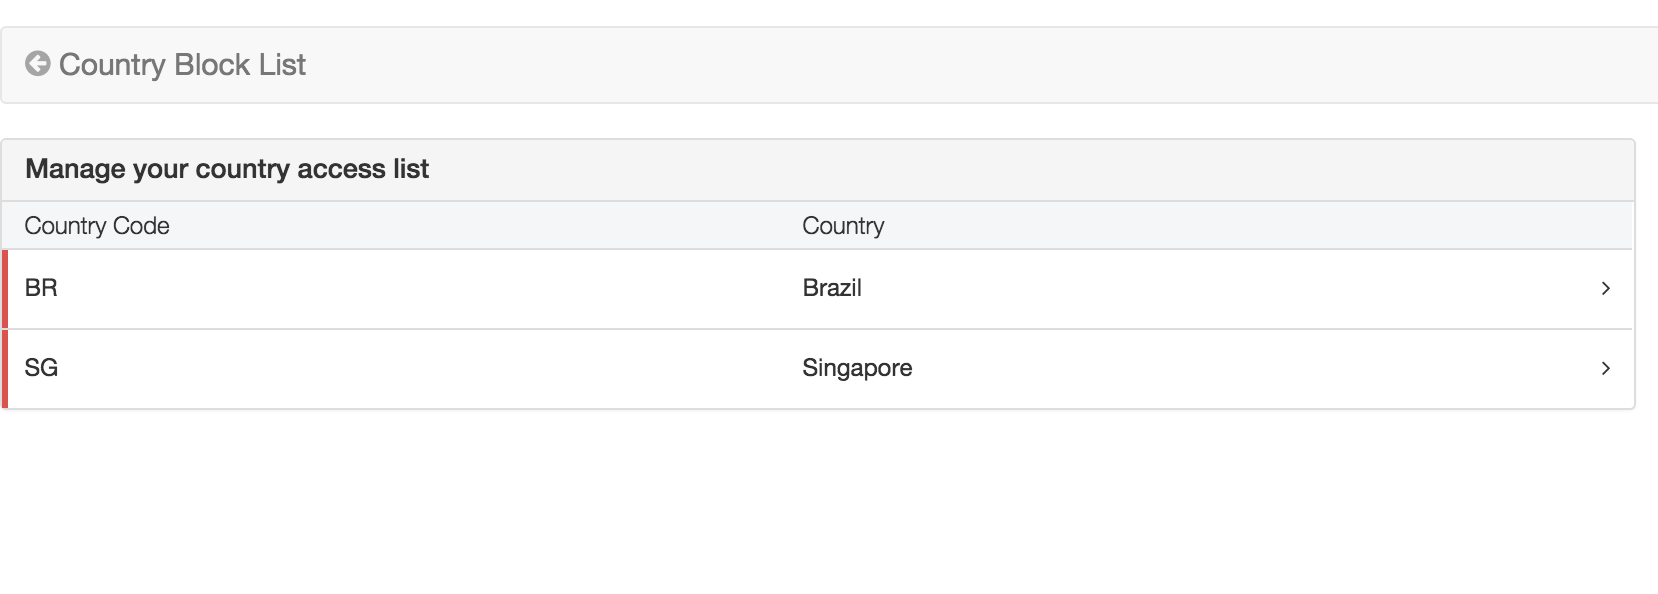 Country Block List
Manage your country access list
Country Code Country
BR Brazil
SG Singapore